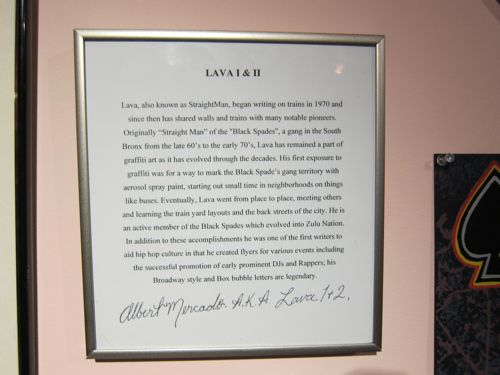 LAVA I & II
Lava, also known as StraightMan, began writing on trains in 1970 and
since then has shared walls and trains with many notable pioneers.
Originally "Straight Man" of the "Black Spades", a gang in the South
Bronx from the late 60's to the early 70's, Lava has remained a part of
graffiti art as it has evolved through the decades. His first exposure to
graffiti was for a way to mark the Black Spade's gang territory with
aerosol spray paint, starting out small time in neighborhoods on things
like buses. Eventually, Lava went from place to place, meeting others
and learning the train yard layouts and the back streets of the city. He is
an active member of the Black Spades which evolved into Zulu Nation.
In addition to these accomplishments he was one of the first writers to
aid hip hop culture in that he created flyers for various events including
the successful promotion of early prominent DJs and Rappers; his
Broadway style and Box bubble letters are legendary.
Albert Mercado. A.K.A. Lava 1+2.